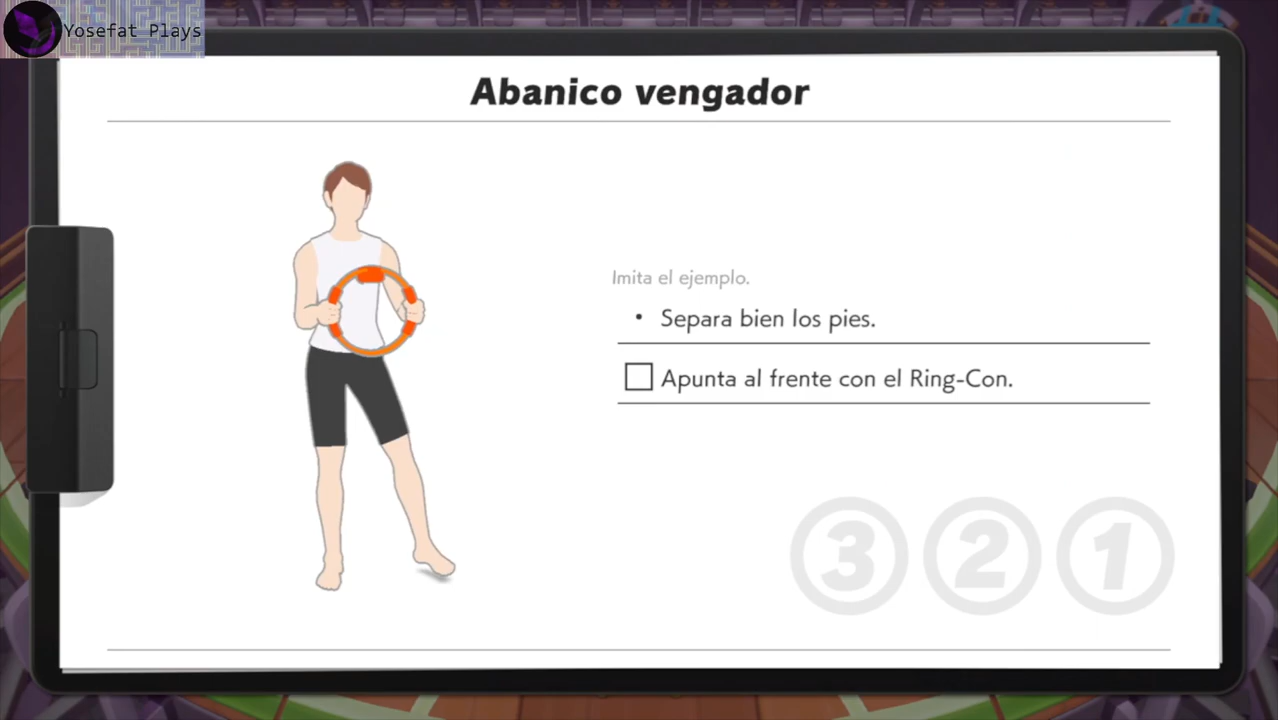 Yosefat Plays
Abanico vengador
Imita el ejemplo.
• Separa bien los pies.
Apunta al frente con el Ring-Con.
3 2 1